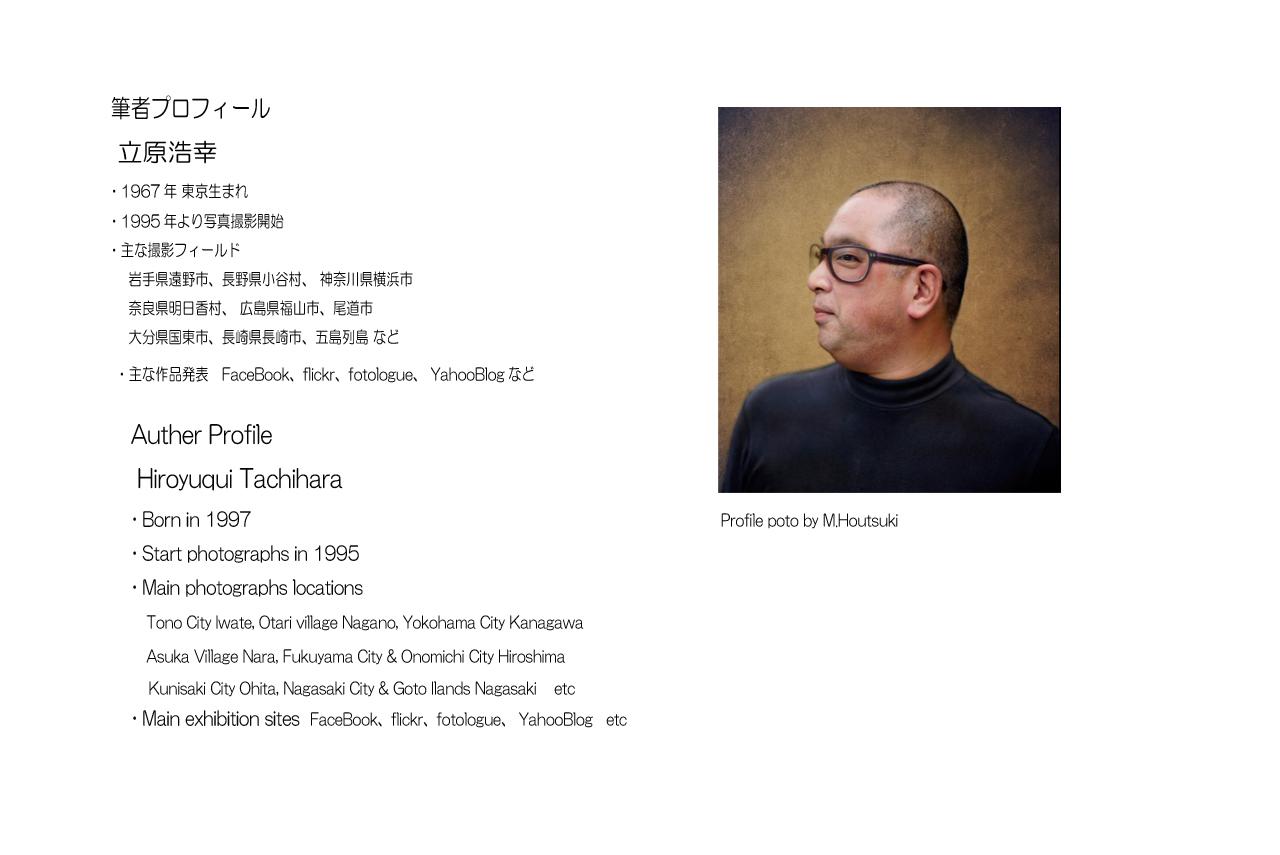 筆者プロフィール
立原浩幸
・1967 年 東京生まれ
・1995 年より写真撮影開始
・主な撮影フィールド
岩手県遠野市、長野県小谷村、 神奈川県横浜市
奈良県明日香村、 広島県福山市、尾道市
大分県国東市、長崎県長崎市、五島列島 など
・主な作品発表 FaceBook、flickr、fotologue、 YahooBlog など
Auther Profile
Hiroyuqui Tachihara
・Born in 1997
・Start photographs in 1995
・Main photographs locations
Tono City Iwate, Otari village Nagano, Yokohama City Kanagawa
Asuka Village Nara, Fukuyama City & Onomichi City Hiroshima
Kunisaki City Ohita, Nagasaki City & Goto Ilands Nagasaki etc
・Main exhibition sites FaceBook、flickr、fotologue、 YahooBlog etc
Profile poto by M.Houtsuki